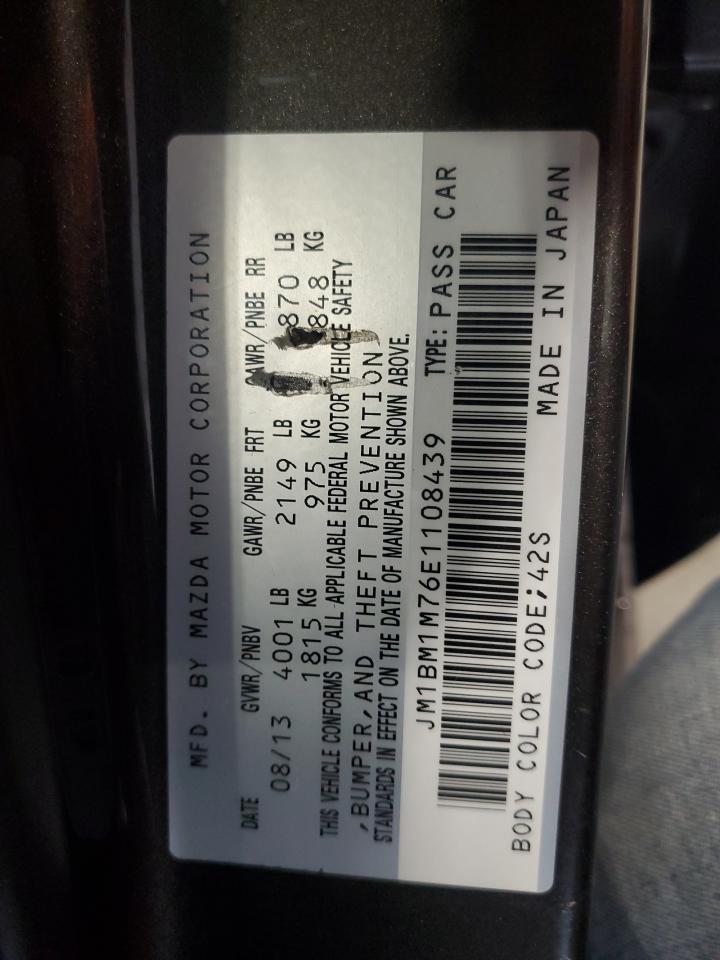 MFD. BY MAZDA MOTOR CORPORATION
DATE GVWR/PNBV GAWR/PNBE FRT GAWR/PNBE RR
08/13 4001 LB 2149 LB 870 LB
1815 KG 975 KG 848 KG
THIS VEHICLE CONFORMS TO ALL APPLICABLE FEDERAL MOTOR VEHICLE SAFETY
,BUMPER,AND THEFT PREVENTION
STANDARDS IN EFFECT ON THE DATE OF MANUFACTURE SHOWN ABOVE.
JM1BM1M76E1108439 TYPE: PASS CAR
BODY COLOR CODE;42S MADE IN JAPAN